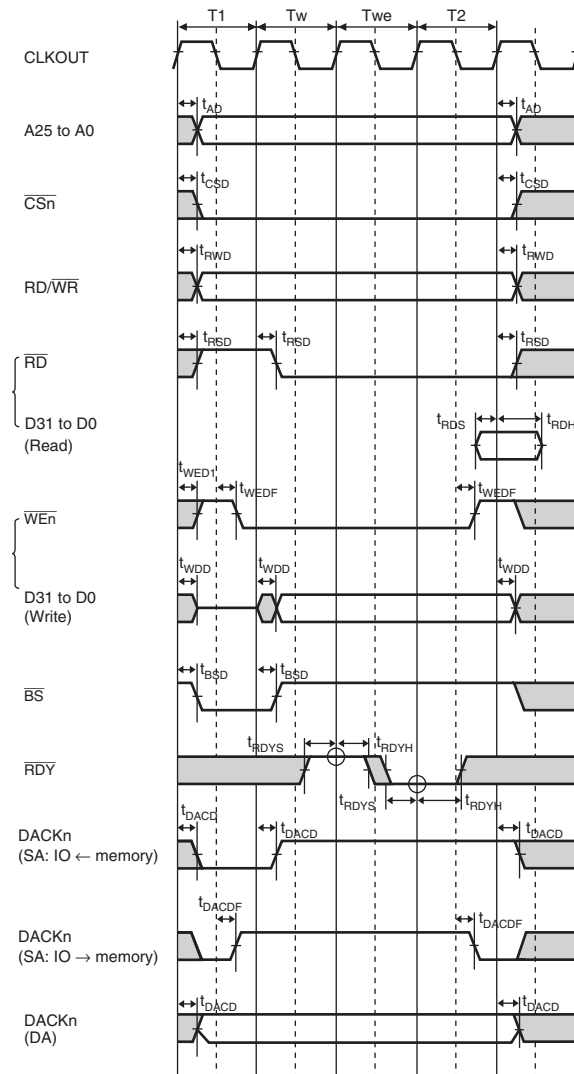 T1 Tw Twe T2
CLKOUT
tAD tAD
A25 to A0
tCSD tCSD
CSn
tRWD tRWD
RD/WR
tRSD tRSD tRSD
RD
tRDS tRDH
D31 to D0
(Read)
tWED1 tWEDF tWEDF
WEn
tWDD tWDD tWDD
D31 to D0
(Write)
tBSD tBSD
BS
tRDYS tRDYH
RDY
tRDYS tRDYH
tDACD tDACD tDACD
DACKn
(SA: IO ← memory)
tDACDF tDACDF
DACKn
(SA: IO → memory)
tDACD tDACD
DACKn
(DA)